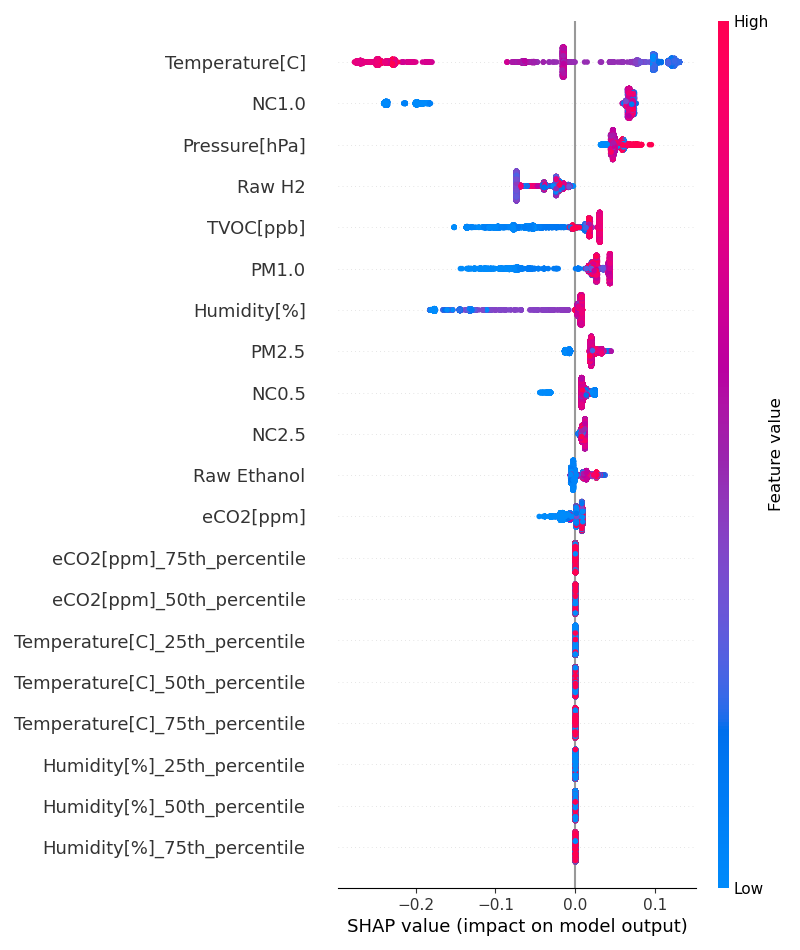 High
Temperature[C]
NC1.0
Pressure[hPa]
Raw H2
TVOC[ppb]
PM1.0
Humidity[%]
PM2.5
NC0.5
NC2.5
Raw Ethanol
eCO2[ppm]
eCO2[ppm]_75th_percentile
eCO2[ppm]_50th_percentile
Temperature[C]_25th_percentile
Temperature[C]_50th_percentile
Temperature[C]_75th_percentile
Humidity[%]_25th_percentile
Humidity[%]_50th_percentile
Humidity[%]_75th_percentile
Feature value
Low
−0.2 −0.1 0.0 0.1
SHAP value (impact on model output)